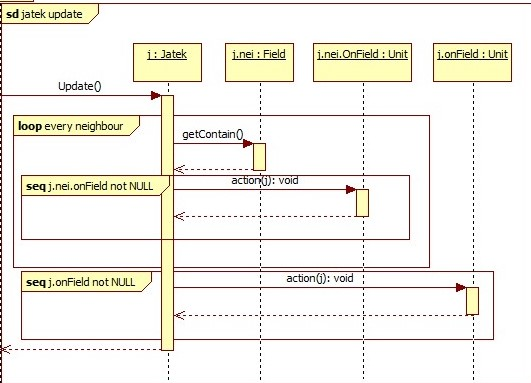 sd jatek update
j : Jatek
j.nei : Field
j.nei.OnField : Unit
j.onField : Unit
Update()
loop every neighbour
getContain()
seq j.nei.onField not NULL
action(j): void
seq j.onField not NULL
action(j): void